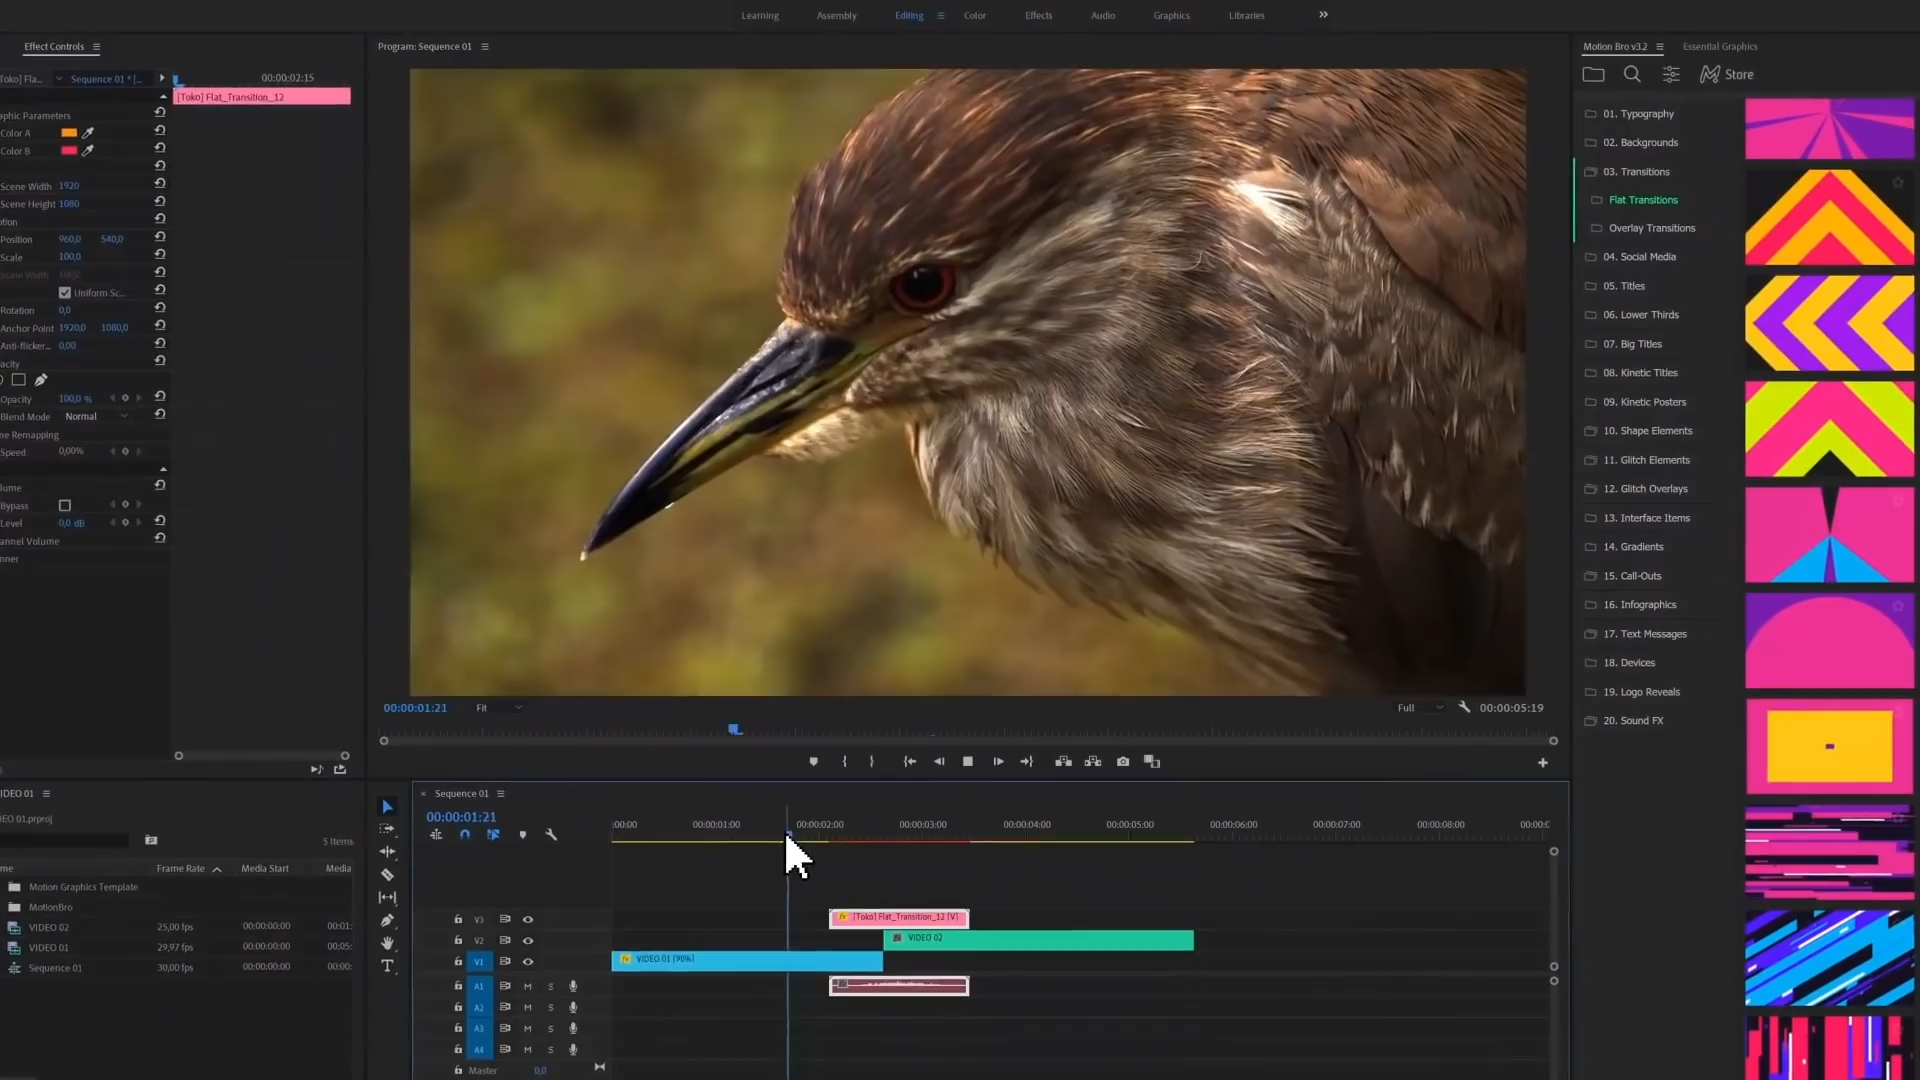 Learning
Assembly
Editing
Color
Effects
Audio
Graphics
Libraries
Effect Controls
Toko] Fla...
Sequence 01 * [...
00:00:02:15
[Toko] Flat_Transition_12
aphic Parameters
Color A
Color B
Scene Width 1920
Scene Height 1080
otion
Position 960,0 540,0
Scale 100,0
100,0
Uniform Sc...
Rotation 0,0
Anchor Point 1920,0 1080,0
Anti-flicker... 0,00
acity
Opacity 100,0 %
Blend Mode Normal
me Remapping
Speed 0,00%
lume
Bypass
Level 0,0 dB
annel Volume
nner
Program: Sequence 01
00:00:01:21
Fit
Full
00:00:05:19
Motion Bro v3.2
Essential Graphics
Store
01. Typography
02. Backgrounds
03. Transitions
Flat Transitions
Overlay Transitions
04. Social Media
05. Titles
06. Lower Thirds
07. Big Titles
08. Kinetic Titles
09. Kinetic Posters
10. Shape Elements
11. Glitch Elements
12. Glitch Overlays
13. Interface Items
14. Gradients
15. Call-Outs
16. Infographics
17. Text Messages
18. Devices
19. Logo Reveals
20. Sound FX
IDEO 01
EO 01.prproj
5 Items
me Frame Rate Media Start Media
Motion Graphics Template
MotionBro
VIDEO 02 25,00 fps 00:00:00:00 00:01:
VIDEO 01 29,97 fps 00:00:00:00 00:05:
Sequence 01 30,00 fps 00:00:00:00 00:00:
Sequence 01
00:00:01:21
:00:00 00:00:01:00 00:00:02:00 00:00:03:00 00:00:04:00 00:00:05:00 00:00:06:00 00:00:07:00 00:00:08:00 00:00:0
V3
[Toko] Flat_Transition_12 [V]
V2
VIDEO 02
V1
VIDEO 01 [90%]
A1 M S
A2 M S
A3 M S
A4 M S
Master 0,0